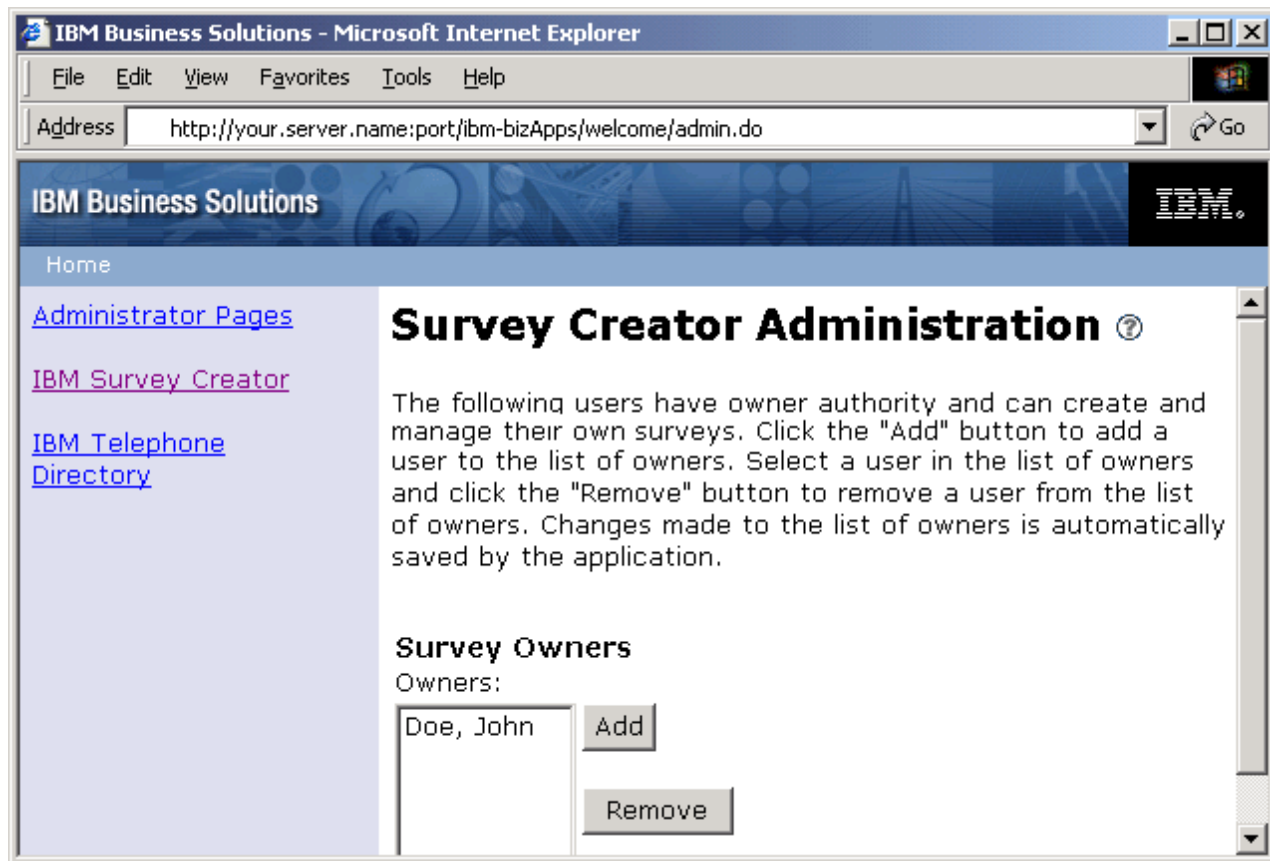 IBM Business Solutions - Microsoft Internet Explorer
File Edit View Favorites Tools Help
Address http://your.server.name:port/ibm-bizApps/welcome/admin.do Go
IBM Business Solutions
IBM.
Home
Administrator Pages
IBM Survey Creator
IBM Telephone
Directory
Survey Creator Administration ?
The following users have owner authority and can create and
manage their own surveys. Click the "Add" button to add a
user to the list of owners. Select a user in the list of owners
and click the "Remove" button to remove a user from the list
of owners. Changes made to the list of owners is automatically
saved by the application.
Survey Owners
Owners:
Doe, John
Add
Remove